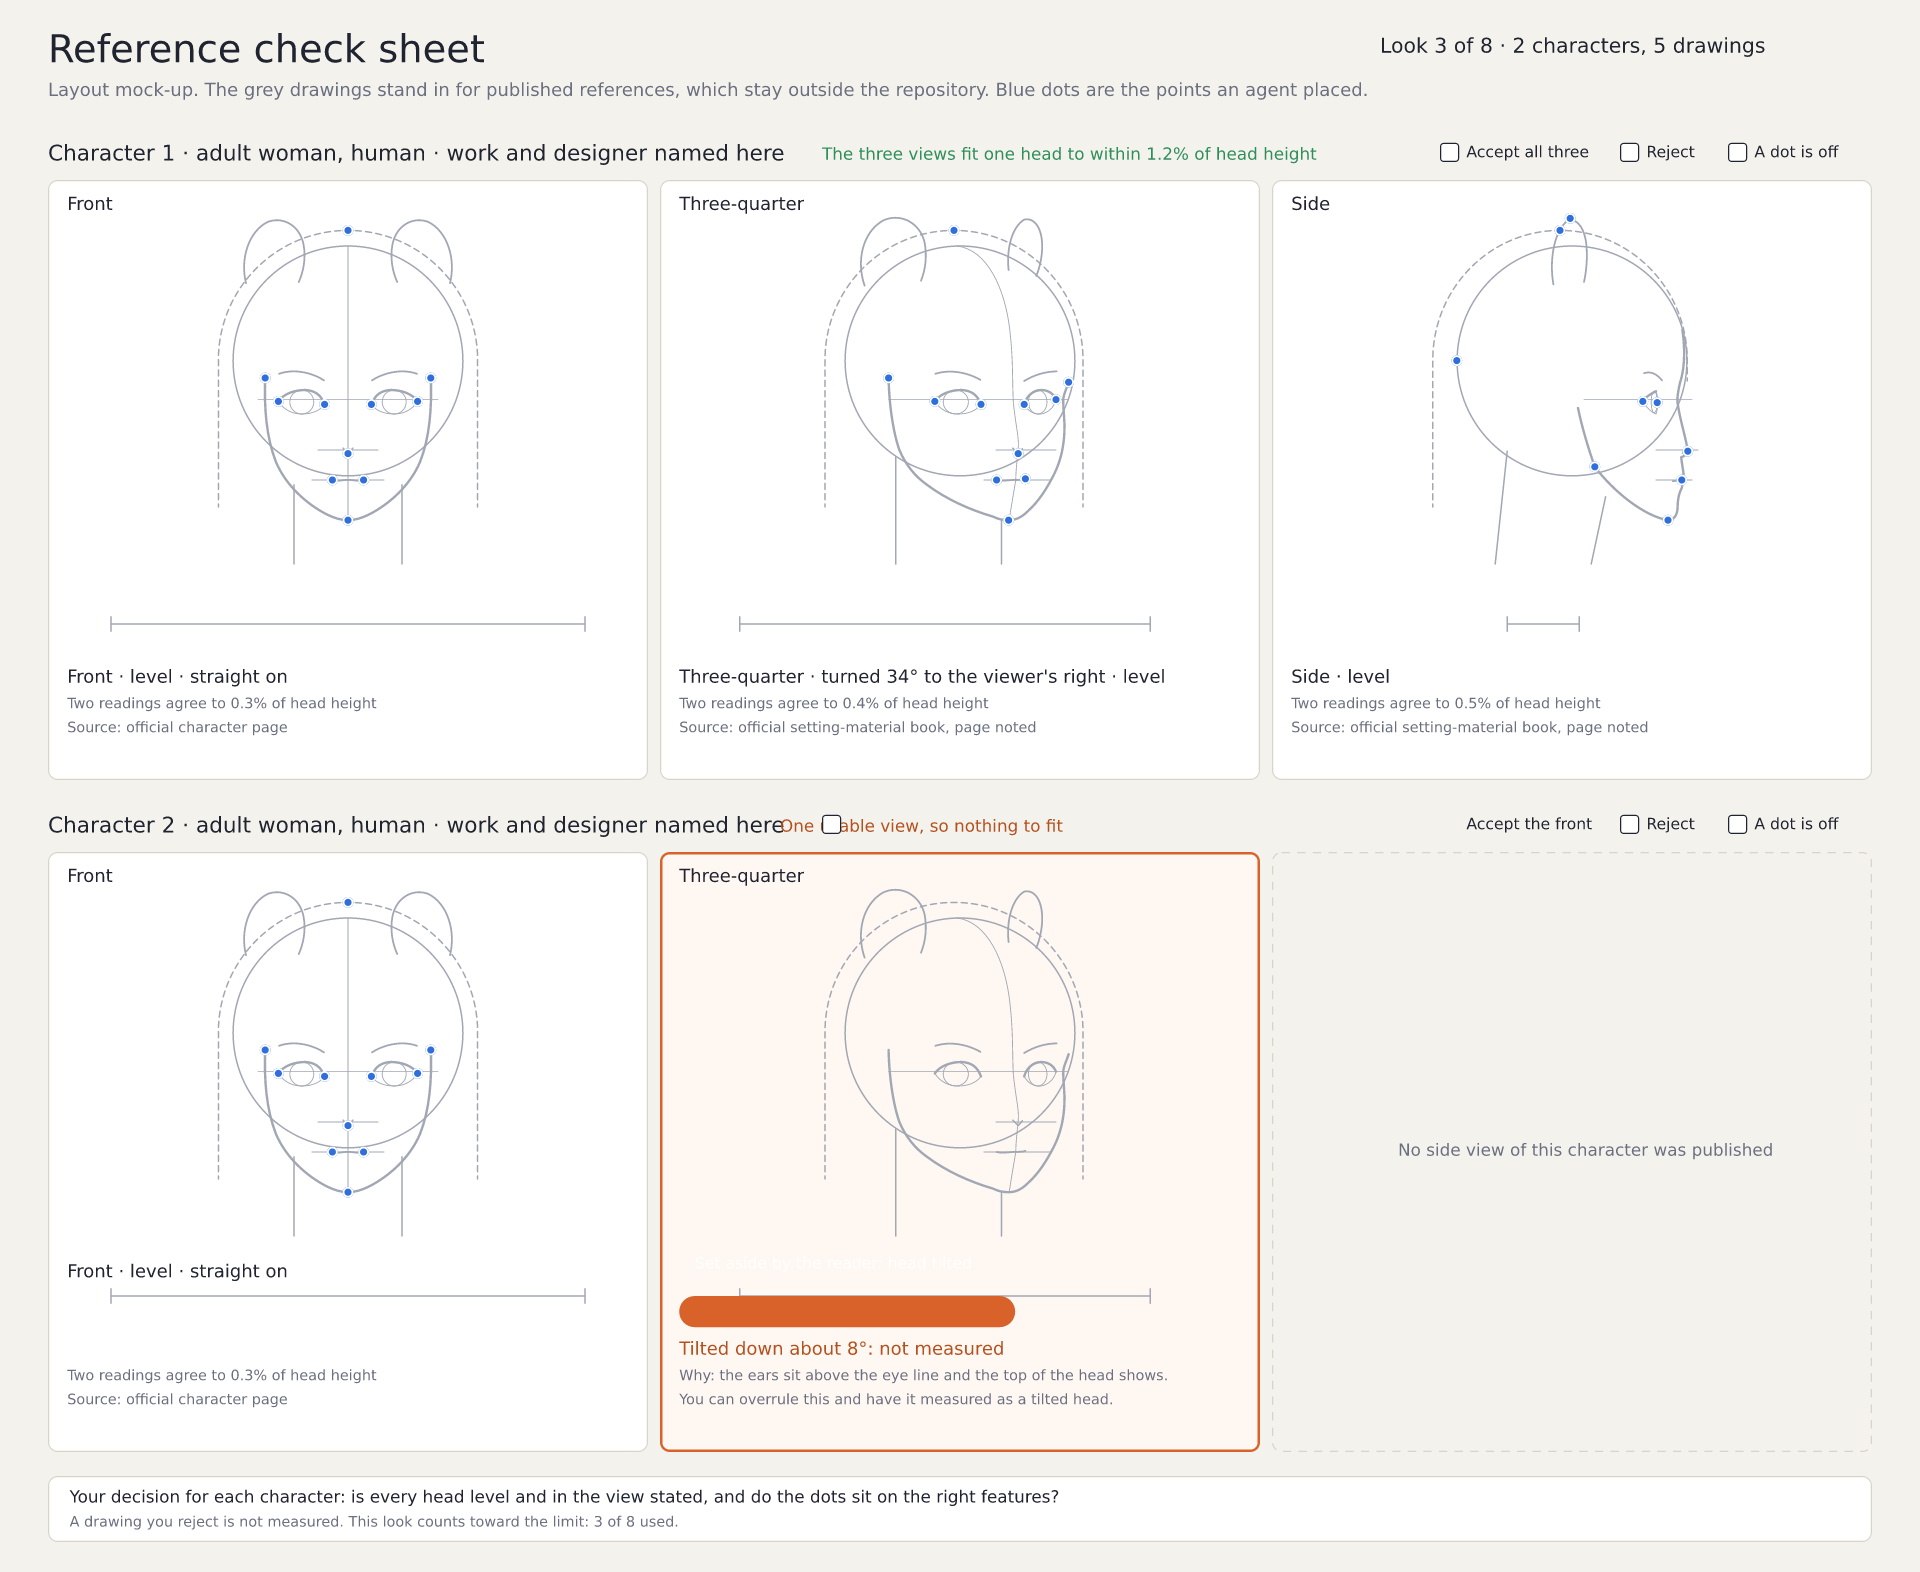 Reference check sheet
Look 3 of 8 · 2 characters, 5 drawings
Layout mock-up. The grey drawings stand in for published references, which stay outside the repository. Blue dots are the points an agent placed.
Character 1 · adult woman, human · work and designer named here
The three views fit one head to within 1.2% of head height
Accept all three
Reject
A dot is off
Front
Three-quarter
Side
Front · level · straight on
Two readings agree to 0.3% of head height
Source: official character page
Three-quarter · turned 34° to the viewer's right · level
Two readings agree to 0.4% of head height
Source: official setting-material book, page noted
Side · level
Two readings agree to 0.5% of head height
Source: official setting-material book, page noted
Character 2 · adult woman, human · work and designer named here
One usable view, so nothing to fit
Accept the front
Reject
A dot is off
Front
Three-quarter
Front · level · straight on
Two readings agree to 0.3% of head height
Source: official character page
Set aside by the reader: head tilted
Tilted down about 8°: not measured
Why: the ears sit above the eye line and the top of the head shows.
You can overrule this and have it measured as a tilted head.
No side view of this character was published
Your decision for each character: is every head level and in the view stated, and do the dots sit on the right features?
A drawing you reject is not measured. This look counts toward the limit: 3 of 8 used.